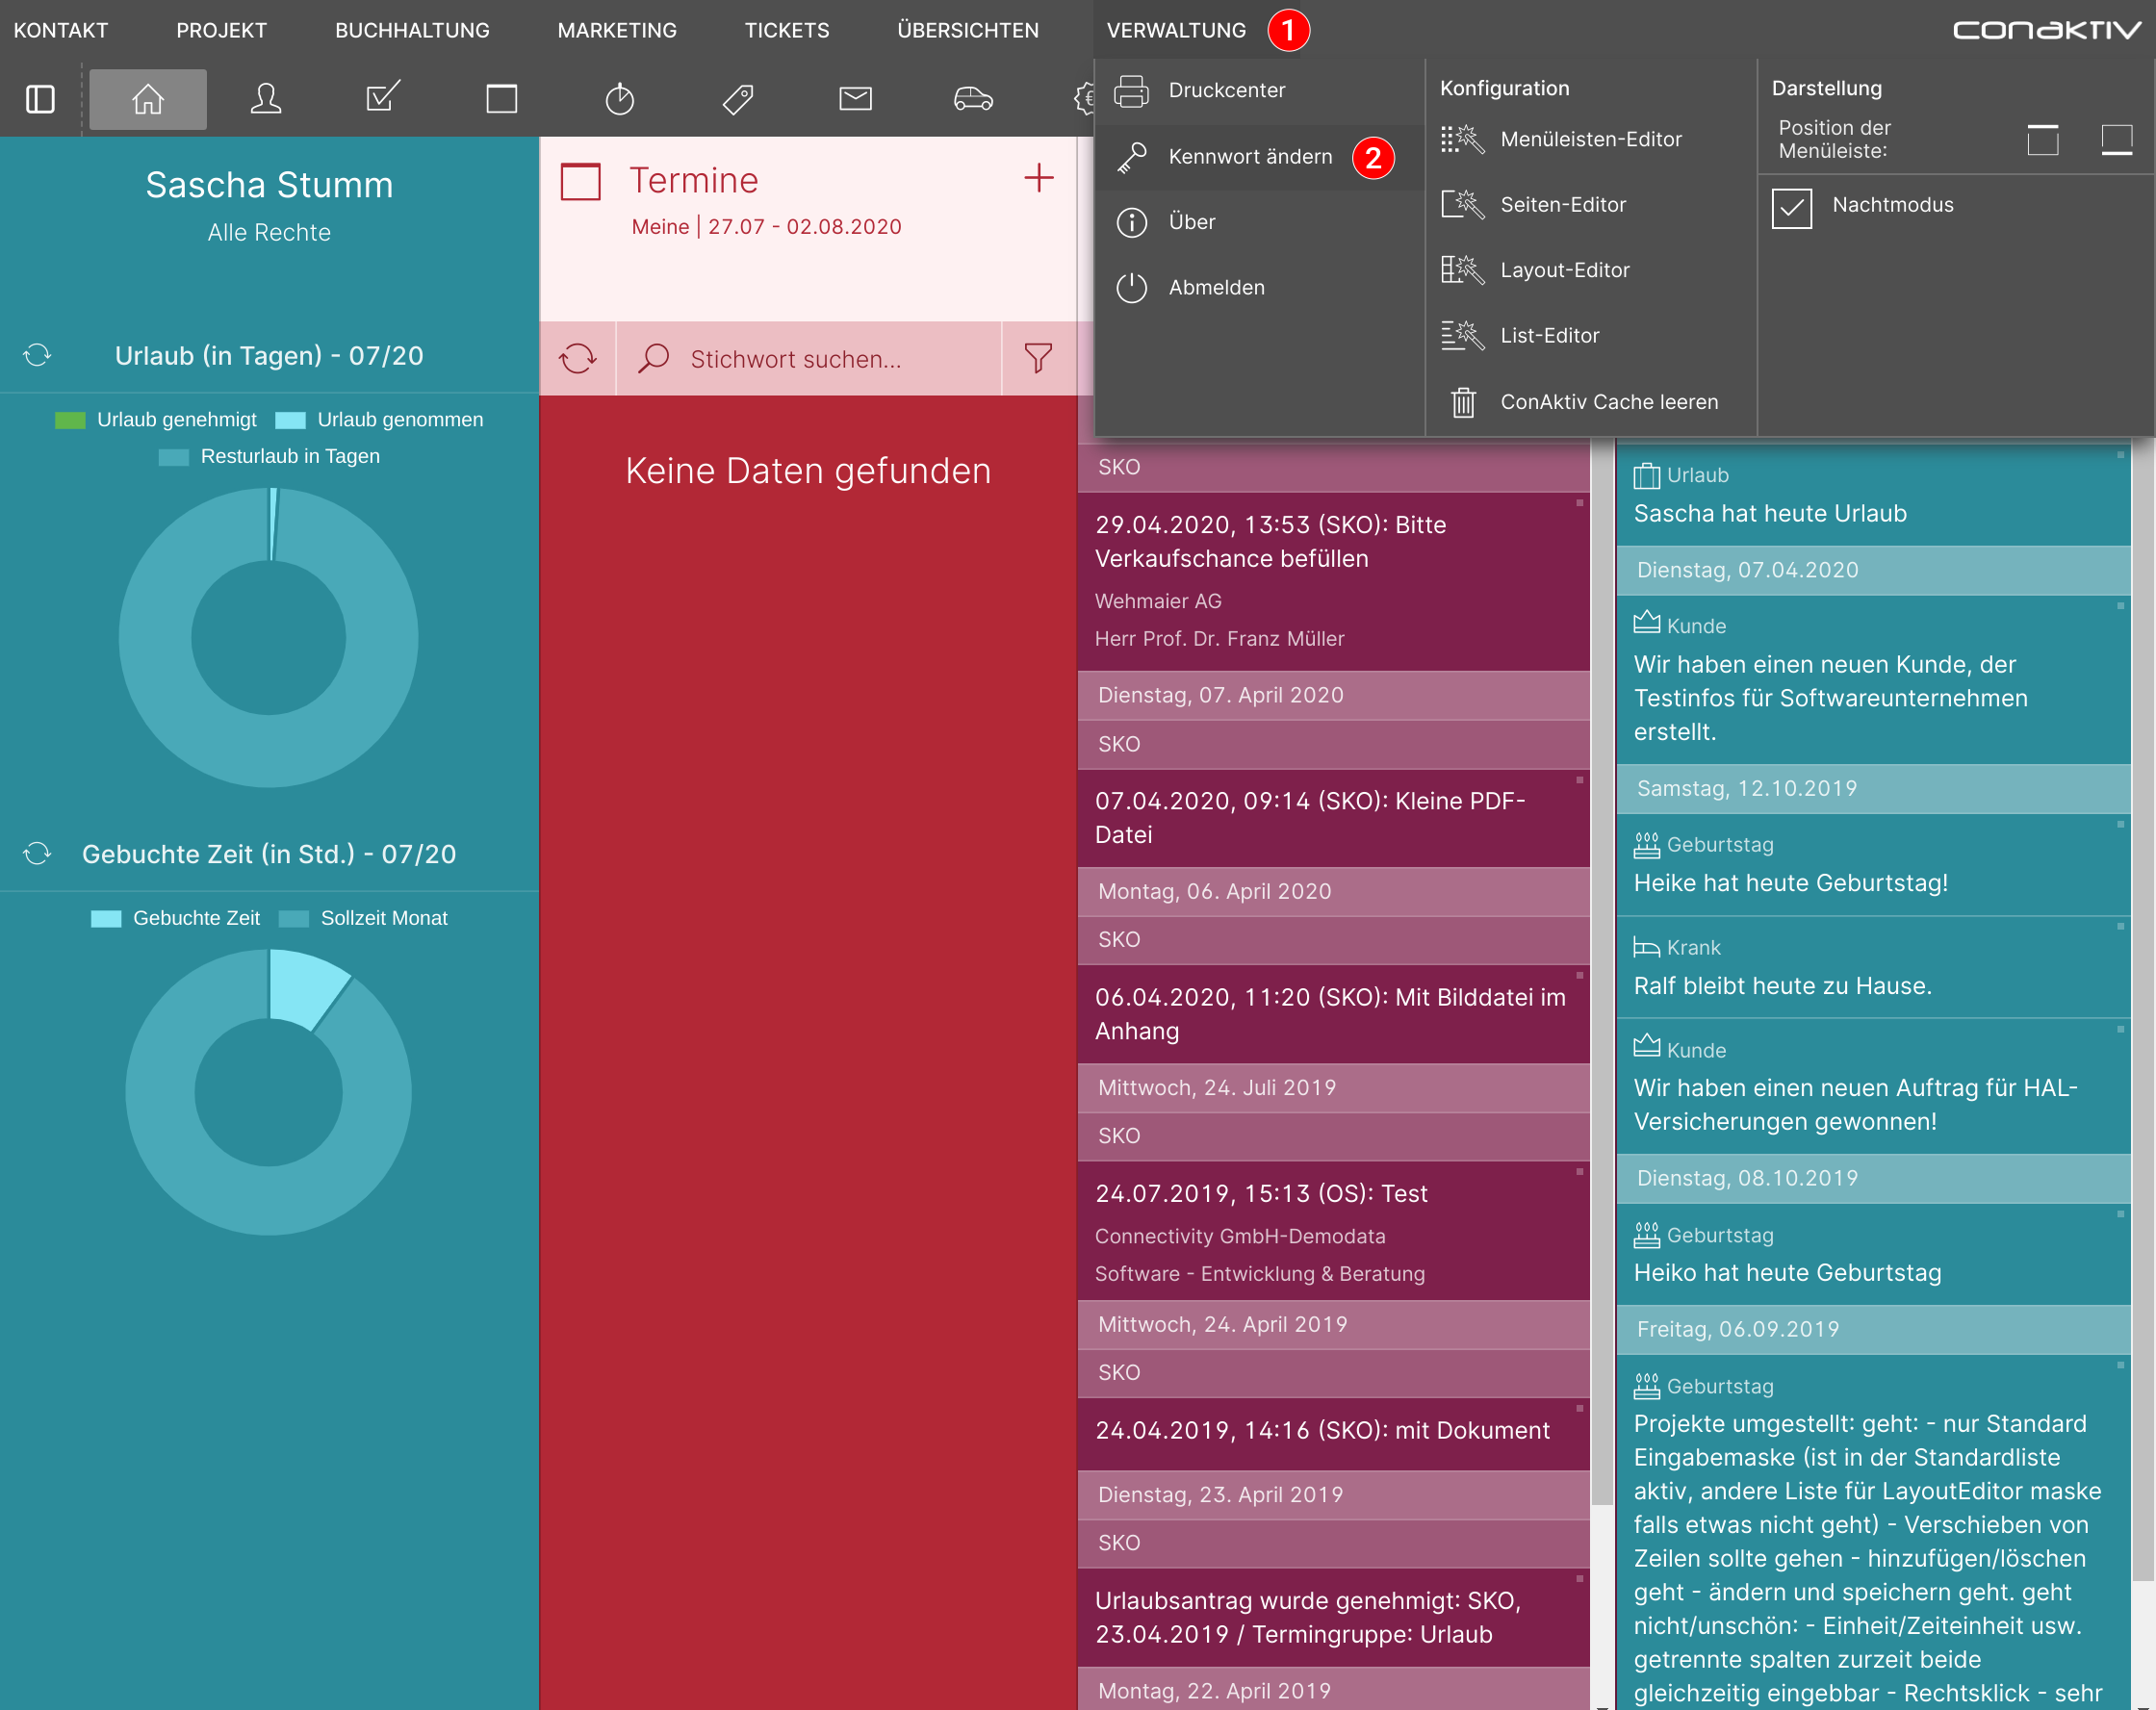 KONTAKT PROJEKT BUCHHALTUNG MARKETING TICKETS ÜBERSICHTEN VERWALTUNG 1 conaktiv
Druckcenter
Kennwort ändern 2
Über
Abmelden
Konfiguration
Menüleisten-Editor
Seiten-Editor
Layout-Editor
List-Editor
ConAktiv Cache leeren
Darstellung
Position der
Menüleiste:
Nachtmodus
Sascha Stumm
Alle Rechte
Urlaub (in Tagen) - 07/20
Urlaub genehmigt Urlaub genommen
Resturlaub in Tagen
Gebuchte Zeit (in Std.) - 07/20
Gebuchte Zeit Sollzeit Monat
Termine
Meine | 27.07 - 02.08.2020
Stichwort suchen...
Keine Daten gefunden
SKO
29.04.2020, 13:53 (SKO): Bitte
Verkaufschance befüllen
Wehmaier AG
Herr Prof. Dr. Franz Müller
Dienstag, 07. April 2020
SKO
07.04.2020, 09:14 (SKO): Kleine PDF-
Datei
Montag, 06. April 2020
SKO
06.04.2020, 11:20 (SKO): Mit Bilddatei im
Anhang
Mittwoch, 24. Juli 2019
SKO
24.07.2019, 15:13 (OS): Test
Connectivity GmbH-Demodata
Software - Entwicklung & Beratung
Mittwoch, 24. April 2019
SKO
24.04.2019, 14:16 (SKO): mit Dokument
Dienstag, 23. April 2019
SKO
Urlaubsantrag wurde genehmigt: SKO,
23.04.2019 / Termingruppe: Urlaub
Montag, 22. April 2019
Urlaub
Sascha hat heute Urlaub
Dienstag, 07.04.2020
Kunde
Wir haben einen neuen Kunde, der
Testinfos für Softwareunternehmen
erstellt.
Samstag, 12.10.2019
Geburtstag
Heike hat heute Geburtstag!
Krank
Ralf bleibt heute zu Hause.
Kunde
Wir haben einen neuen Auftrag für HAL-
Versicherungen gewonnen!
Dienstag, 08.10.2019
Geburtstag
Heiko hat heute Geburtstag
Freitag, 06.09.2019
Geburtstag
Projekte umgestellt: geht: - nur Standard
Eingabemaske (ist in der Standardliste
aktiv, andere Liste für LayoutEditor maske
falls etwas nicht geht) - Verschieben von
Zeilen sollte gehen - hinzufügen/löschen
geht - ändern und speichern geht. geht
nicht/unschön: - Einheit/Zeiteinheit usw.
getrennte spalten zurzeit beide
gleichzeitig eingebbar - Rechtsklick - sehr